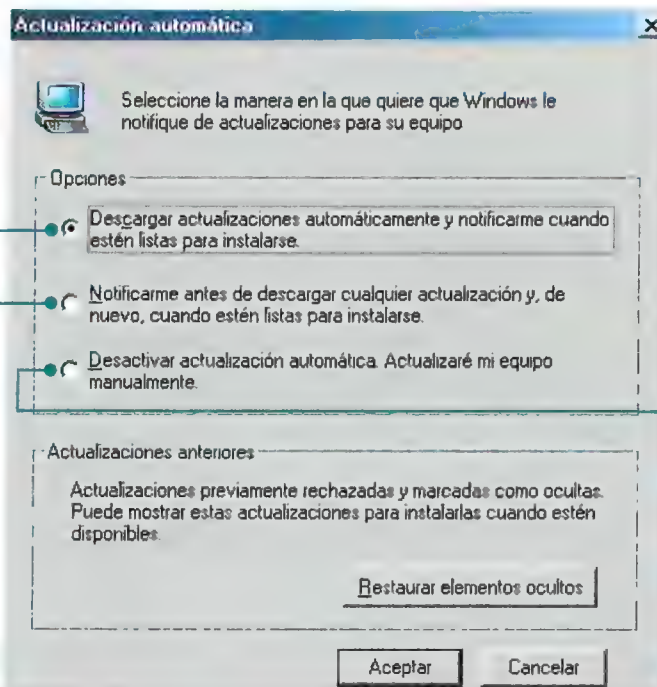 Actualización automática
Seleccione la manera en la que quiere que Windows le
notifique de actualizaciones para su equipo
Opciones
Descargar actualizaciones automáticamente y notificarme cuando
estén listas para instalarse.
Notificarme antes de descargar cualquier actualización y, de
nuevo, cuando estén listas para instalarse.
Desactivar actualización automática. Actualizaré mi equipo
manualmente.
Actualizaciones anteriores
Actualizaciones previamente rechazadas y marcadas como ocultas.
Puede mostrar estas actualizaciones para instalarlas cuando estén
disponibles.
Restaurar elementos ocultos
Aceptar
Cancelar